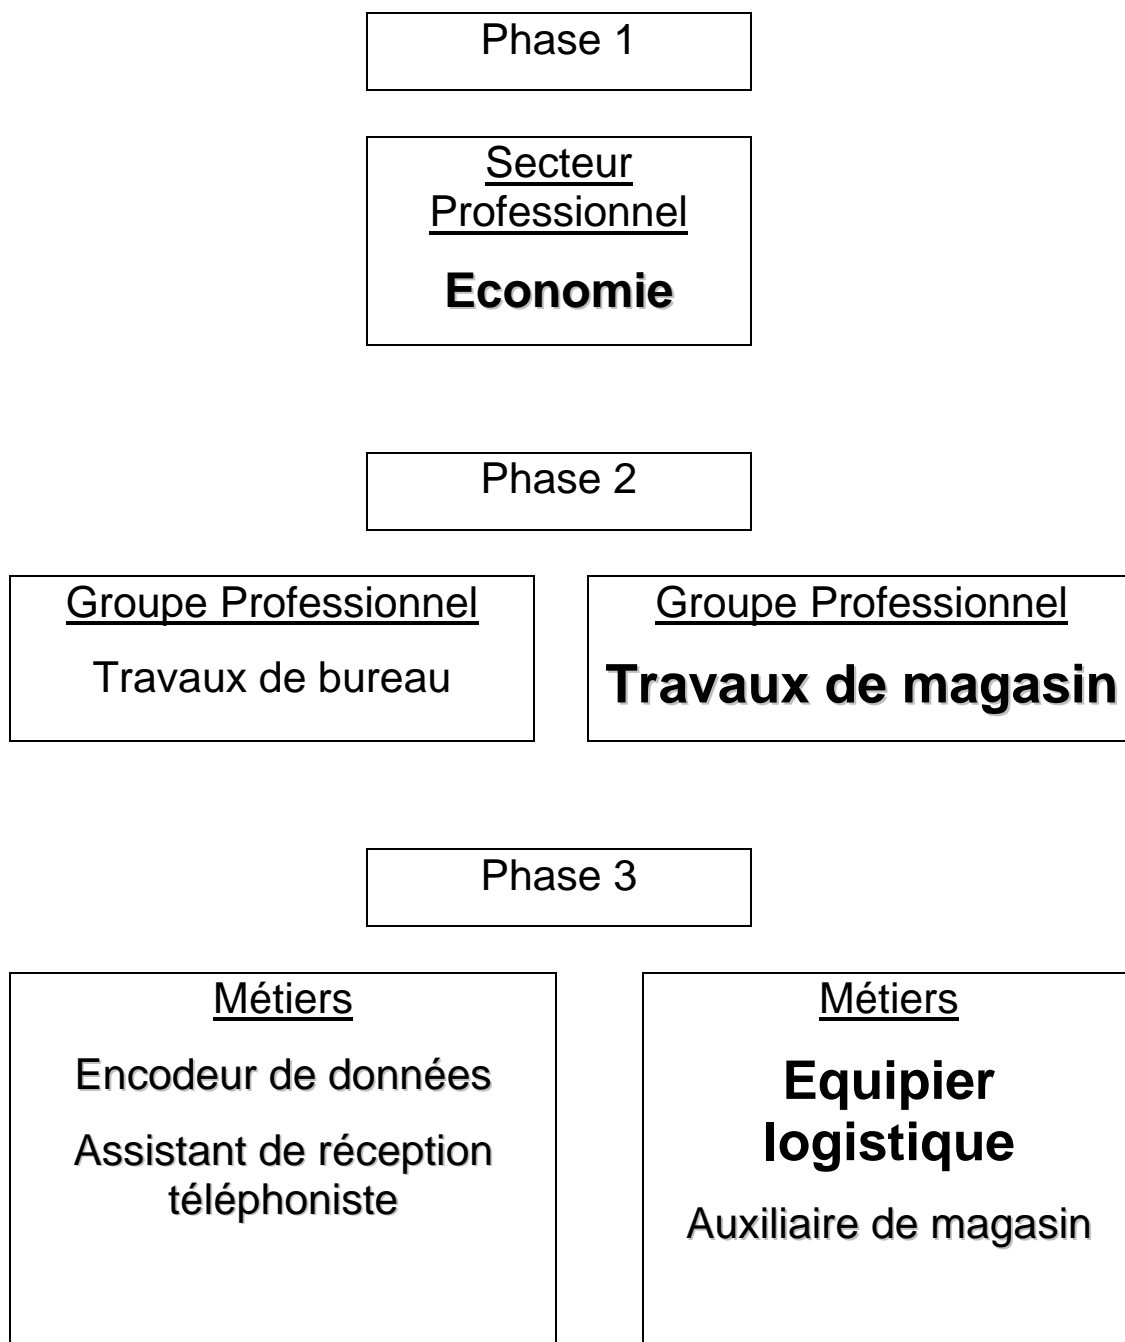 Phase 1
Secteur
Professionnel
Economie
Phase 2
Groupe Professionnel
Travaux de bureau
Groupe Professionnel
Travaux de magasin
Phase 3
Métiers
Encodeur de données
Assistant de réception
téléphoniste
Métiers
Equipier
logistique
Auxiliaire de magasin